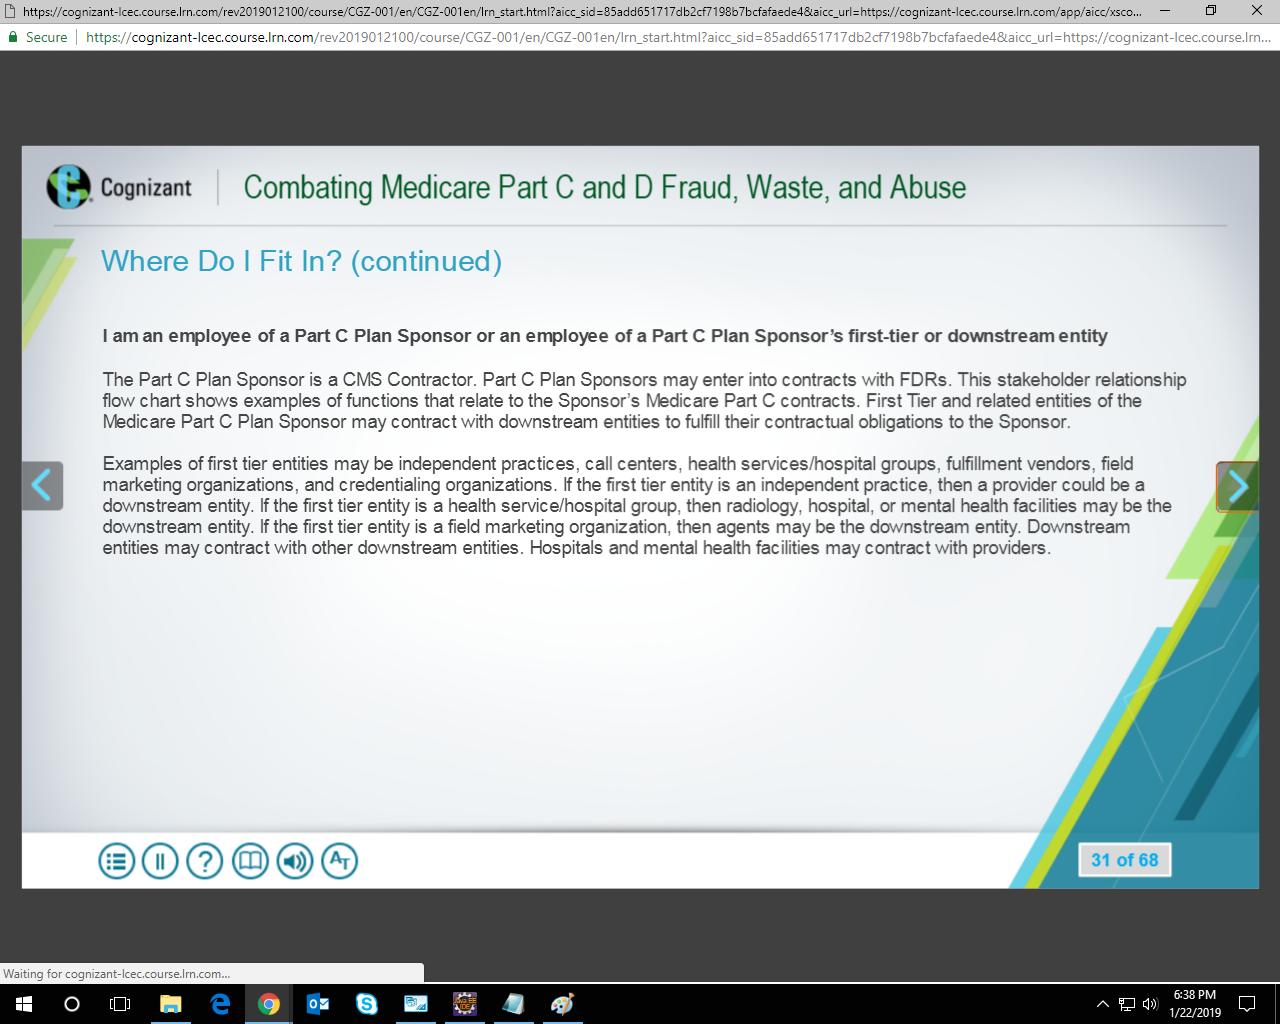 https://cognizant-lcec.course.lrn.com/rev2019012100/course/CGZ-001/en/CGZ-001en/lrn_start.html?aicc_sid=85add651717db2cf7198b7bcfafaede4&aicc_url=https://cognizant-lcec.course.lrn.com/app/aicc/xsco...
Secure https://cognizant-lcec.course.lrn.com/rev2019012100/course/CGZ-001/en/CGZ-001en/lrn_start.html?aicc_sid=85add651717db2cf7198b7bcfafaede4&aicc_url=https://cognizant-lcec.course.lrn...
Cognizant Combating Medicare Part C and D Fraud, Waste, and Abuse
Where Do I Fit In? (continued)
I am an employee of a Part C Plan Sponsor or an employee of a Part C Plan Sponsor's first-tier or downstream entity
The Part C Plan Sponsor is a CMS Contractor. Part C Plan Sponsors may enter into contracts with FDRs. This stakeholder relationship
flow chart shows examples of functions that relate to the Sponsor's Medicare Part C contracts. First Tier and related entities of the
Medicare Part C Plan Sponsor may contract with downstream entities to fulfill their contractual obligations to the Sponsor.
Examples of first tier entities may be independent practices, call centers, health services/hospital groups, fulfillment vendors, field
marketing organizations, and credentialing organizations. If the first tier entity is an independent practice, then a provider could be a
downstream entity. If the first tier entity is a health service/hospital group, then radiology, hospital, or mental health facilities may be the
downstream entity. If the first tier entity is a field marketing organization, then agents may be the downstream entity. Downstream
entities may contract with other downstream entities. Hospitals and mental health facilities may contract with providers.
? AT
31 of 68
Waiting for cognizant-lcec.course.lrn.com...
6:38 PM
1/22/2019